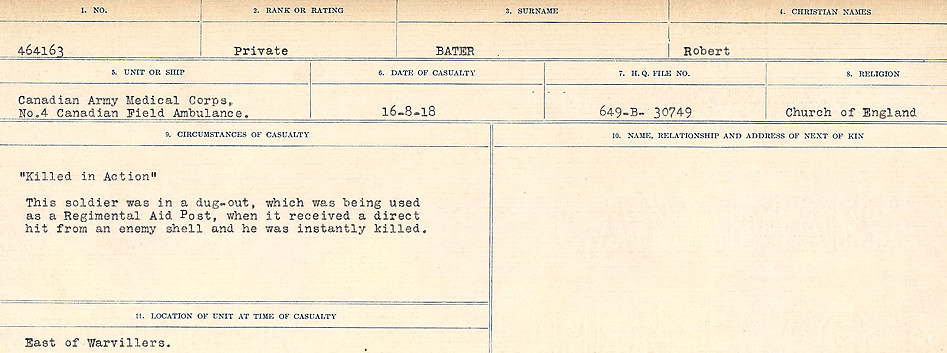 1. NO. 2. RANK OR RATING 3. SURNAME 4. CHRISTIAN NAMES
464163 Private BATER Robert
5. UNIT OR SHIP 6. DATE OF CASUALTY 7. H.Q. FILE NO. 8. RELIGION
Canadian Army Medical Corps,
No.4 Canadian Field Ambulance. 16-8-18 649-B- 30749 Church of England
9. CIRCUMSTANCES OF CASUALTY 10. NAME, RELATIONSHIP AND ADDRESS OF NEXT OF KIN
"Killed in Action"
This soldier was in a dug-out, which was being used
as a Regimental Aid Post, when it received a direct
hit from an enemy shell and he was instantly killed.
11. LOCATION OF UNIT AT TIME OF CASUALTY
East of Warvillers.